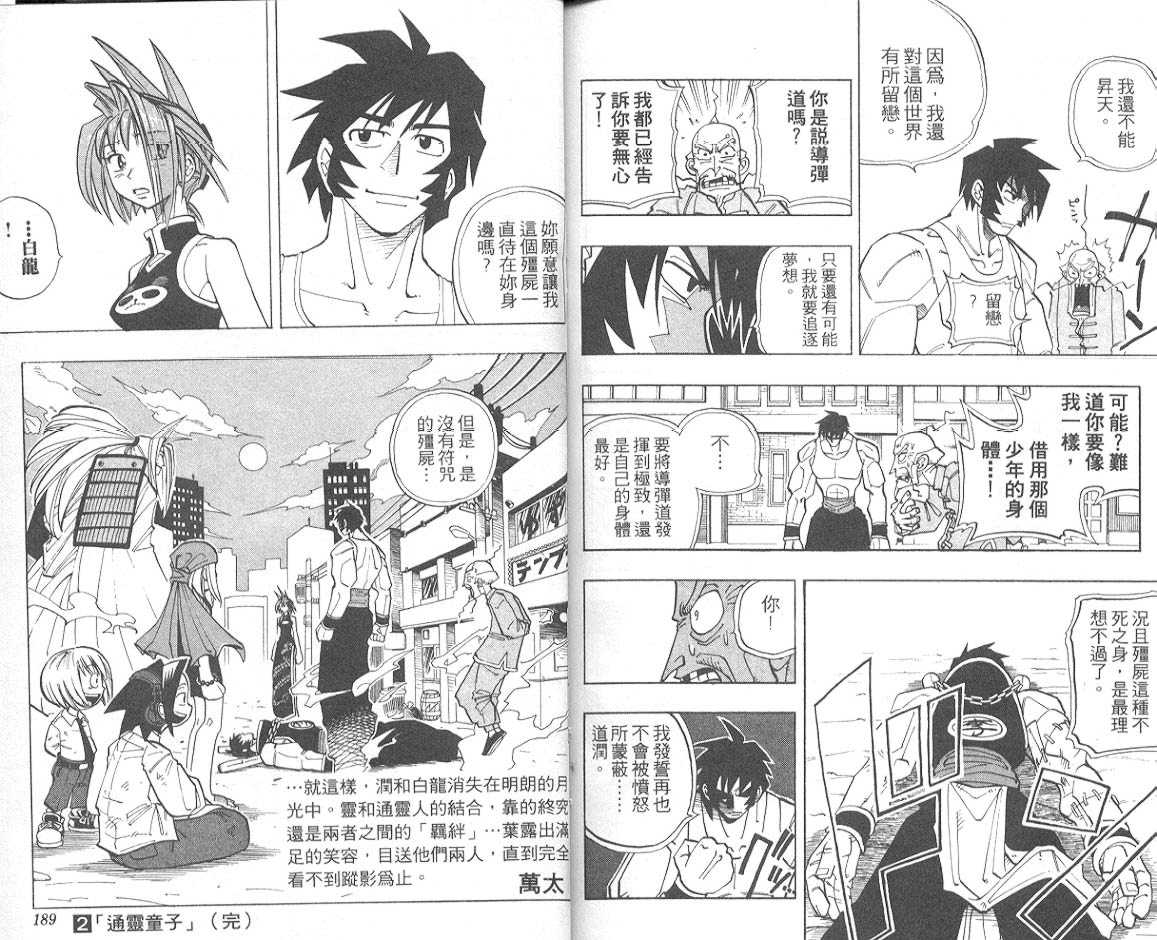 我還不能
昇天。
因爲，我還
對這個世界
有所留戀。
留戀
？
你是説導彈
道嗎？
我都已經告
訴你要無心
了！
只要還有可能
，我就要追逐
夢想。
可能？難
道你要像
我一樣，
借用那個
少年的身
體…！
不…
要將導彈道發
揮到極致，還
是自己的身體
最好。
況且殭屍這種不
死之身，是最理
想不過了。
你！
我發誓再也
不會被憤怒
所蒙蔽……
道潤。
妳願意讓我
這個殭屍一
直待在妳身
邊嗎？
…白龍
！
但是，是
沒有符咒
的殭屍…
…就這樣，潤和白龍消失在明朗的月
光中。靈和通靈人的結合，靠的終究
還是兩者之間的「羈絆」…葉露出滿
足的笑容，目送他們兩人，直到完全
看不到蹤影爲止。
萬太
189
2「通靈童子」（完）